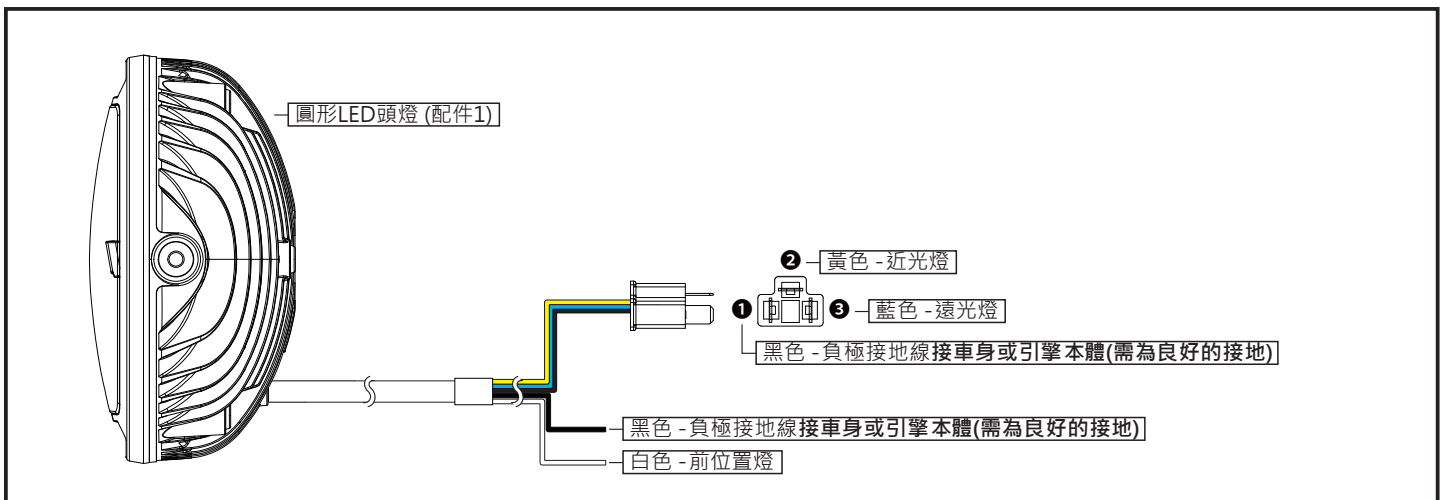 圓形LED頭燈 (配件1)
❷ 黃色 -近光燈
❶
❸ 藍色 -遠光燈
黑色 -負極接地線接車身或引擎本體(需為良好的接地)
黑色 -負極接地線接車身或引擎本體(需為良好的接地)
白色 -前位置燈